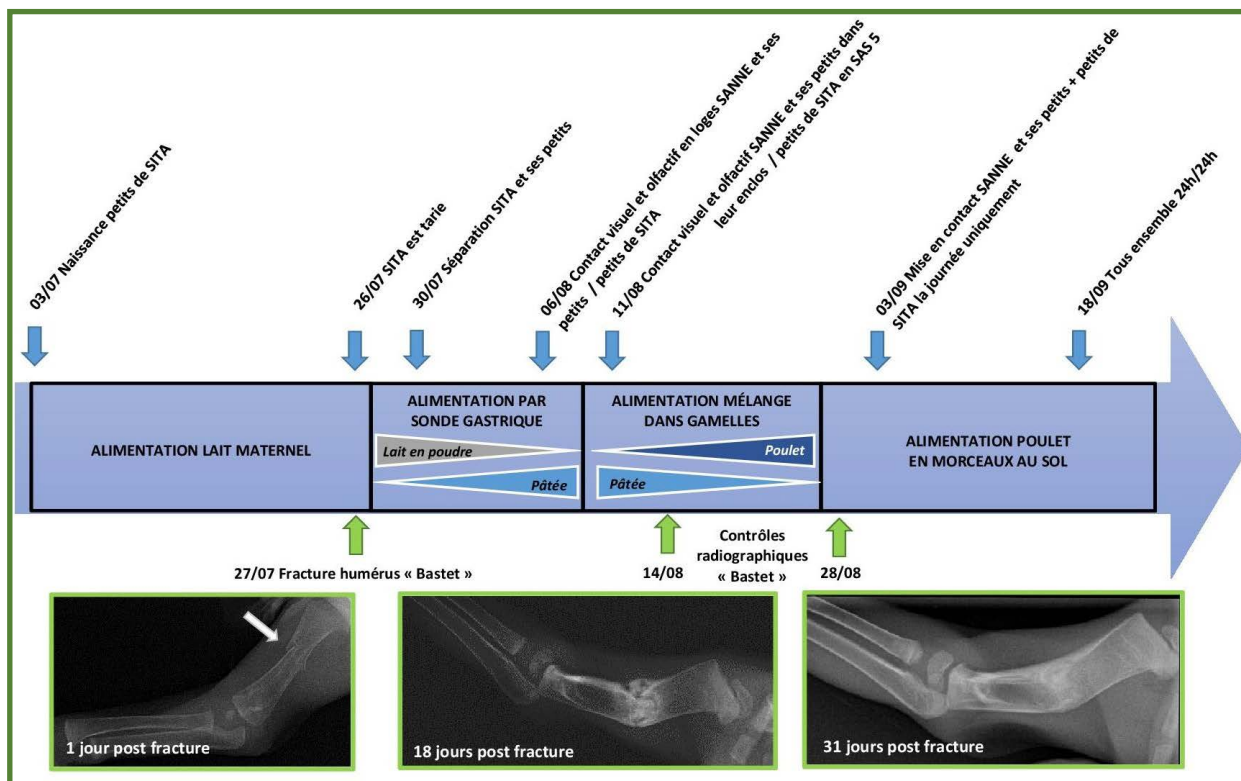 03/07 Naissance petits de SITA
26/07 SITA est tarie
30/07 Séparation SITA et ses petits
06/08 Contact visuel et olfactif en loges SANNE et ses
petits / petits de SITA
11/08 Contact visuel et olfactif SANNE et ses petits dans
leur enclos / petits de SITA en SAS 5
03/09 Mise en contact SANNE et ses petits + petits de
SITA la journée uniquement
18/09 Tous ensemble 24h/24h
ALIMENTATION LAIT MATERNEL
ALIMENTATION PAR
SONDE GASTRIQUE
Lait en poudre
Pâtée
ALIMENTATION MÉLANGE
DANS GAMELLES
Poulet
Pâtée
ALIMENTATION POULET
EN MORCEAUX AU SOL
27/07 Fracture humérus « Bastet »
14/08
Contrôles
radiographiques
« Bastet »
28/08
1 jour post fracture
18 jours post fracture
31 jours post fracture